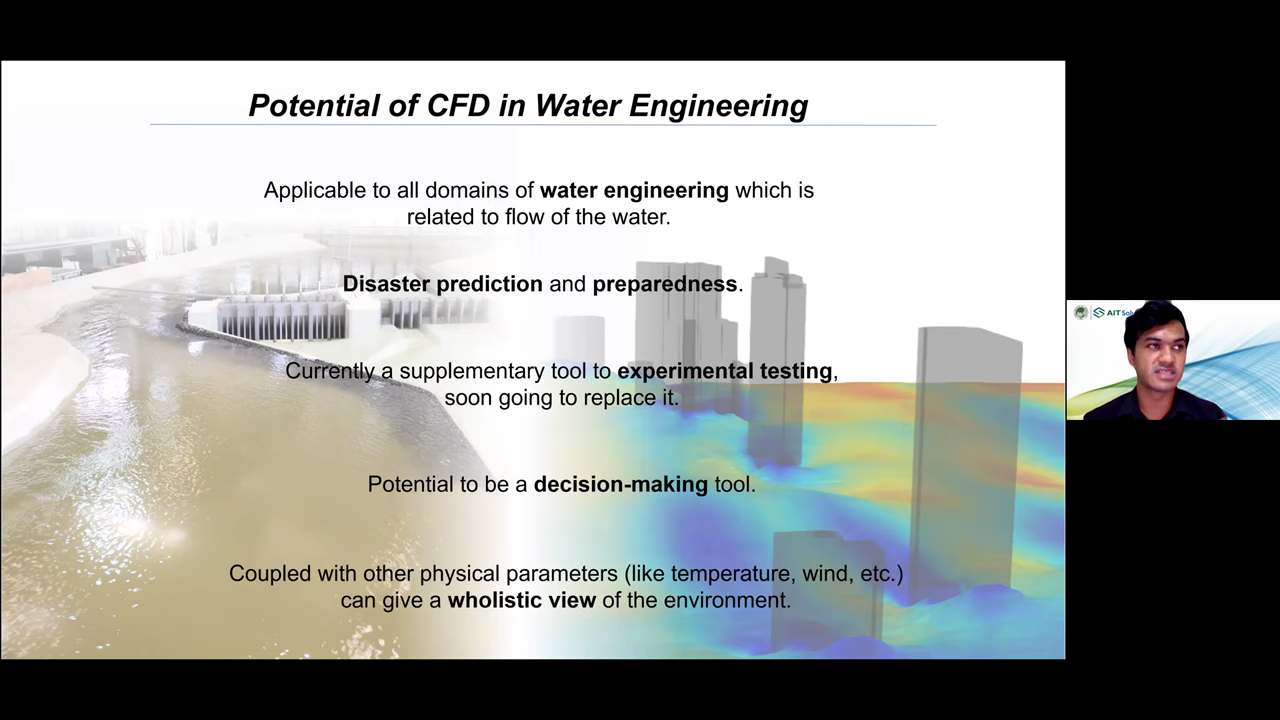 Potential of CFD in Water Engineering
Applicable to all domains of water engineering which is
related to flow of the water.
Disaster prediction and preparedness.
Currently a supplementary tool to experimental testing,
soon going to replace it.
Potential to be a decision-making tool.
Coupled with other physical parameters (like temperature, wind, etc.)
can give a wholistic view of the environment.
AIT